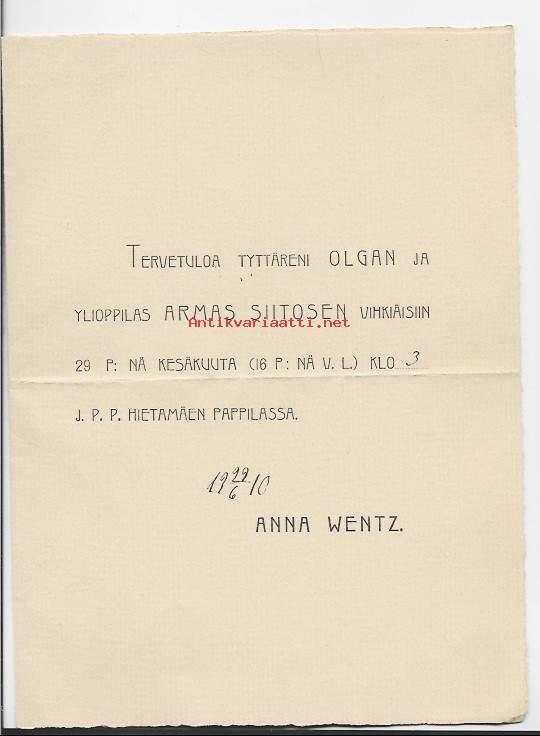 TERVETULOA TYTTÄRENI OLGAN JA
YLIOPPILAS ARMAS SIITOSEN VIHKIÄISIIN
Antikvariaatti.net
29 P: NÄ KESÄKUUTA (16 P: NÄ V. L.) KLO 3
J. P. P. HIETAMÄEN PAPPILASSA.
19 22/6 10
ANNA WENTZ.